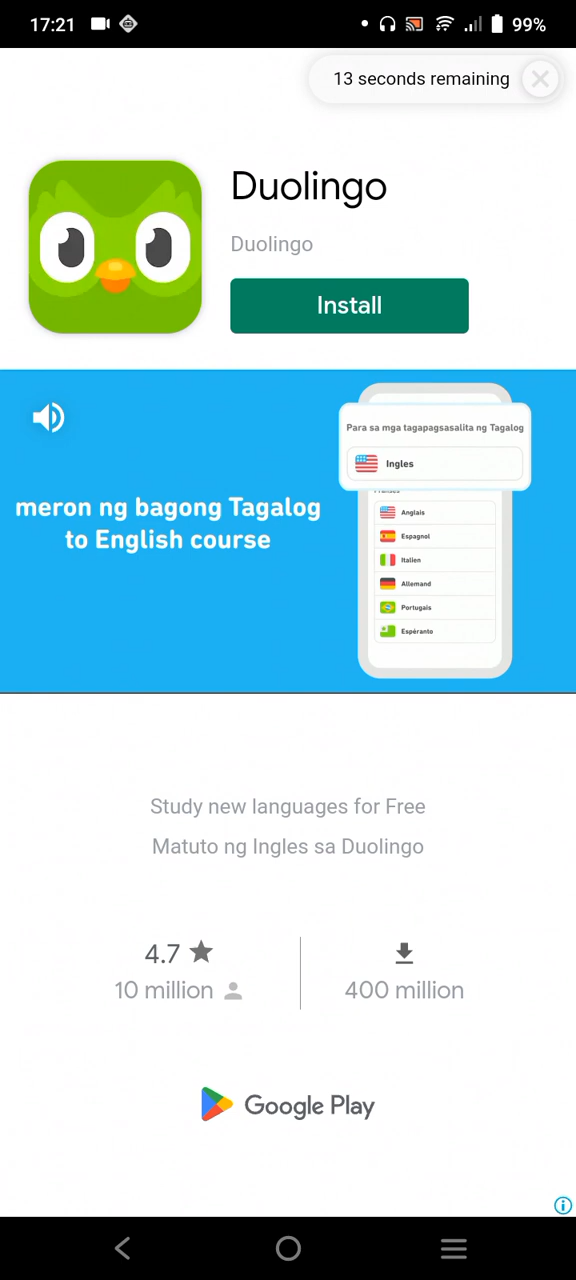 17:21
99%
13 seconds remaining
Duolingo
Duolingo
Install
Para sa mga tagapagsasalita ng Tagalog
Ingles
meron ng bagong Tagalog
to English course
Anglais
Espagnol
Italien
Allemand
Portugais
Espéranto
Study new languages for Free
Matuto ng Ingles sa Duolingo
4.7
10 million
400 million
Google Play